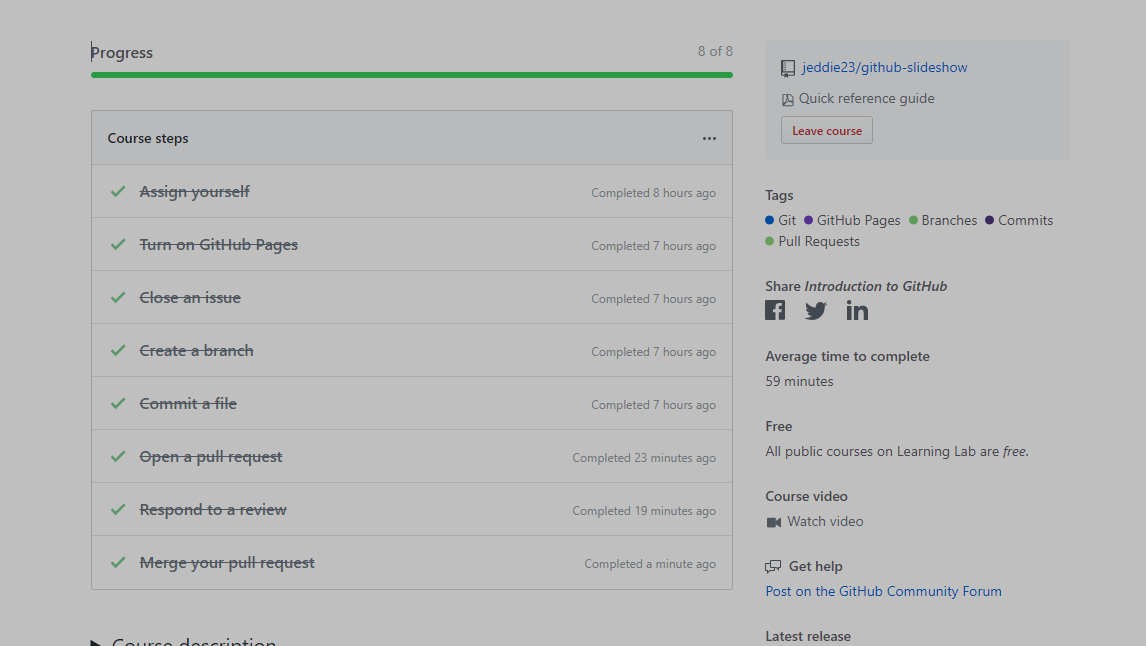 Progress
8 of 8
Course steps
Assign yourself
Completed 8 hours ago
Turn on GitHub Pages
Completed 7 hours ago
Close an issue
Completed 7 hours ago
Create a branch
Completed 7 hours ago
Commit a file
Completed 7 hours ago
Open a pull request
Completed 23 minutes ago
Respond to a review
Completed 19 minutes ago
Merge your pull request
Completed a minute ago
Course description
jeddie23/github-slideshow
Quick reference guide
Leave course
Tags
Git GitHub Pages Branches Commits
Pull Requests
Share Introduction to GitHub
Average time to complete
59 minutes
Free
All public courses on Learning Lab are free.
Course video
Watch video
Get help
Post on the GitHub Community Forum
Latest release